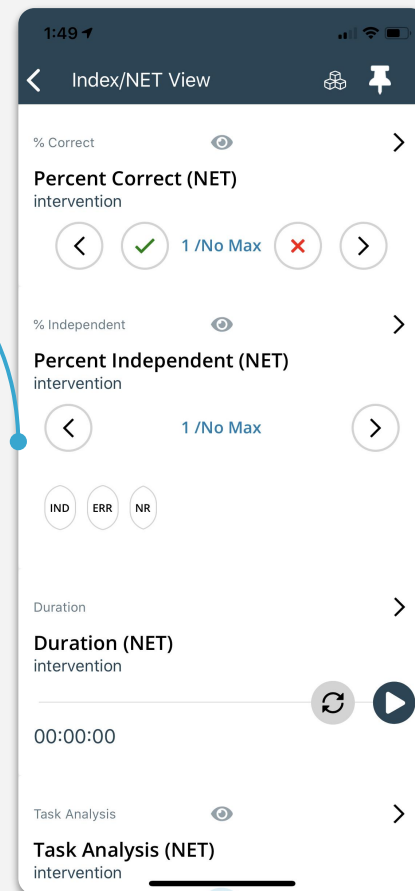 1:49
Index/NET View
% Correct
Percent Correct (NET)
intervention
1 /No Max
% Independent
Percent Independent (NET)
intervention
1 /No Max
IND ERR NR
Duration
Duration (NET)
intervention
00:00:00
Task Analysis
Task Analysis (NET)
intervention